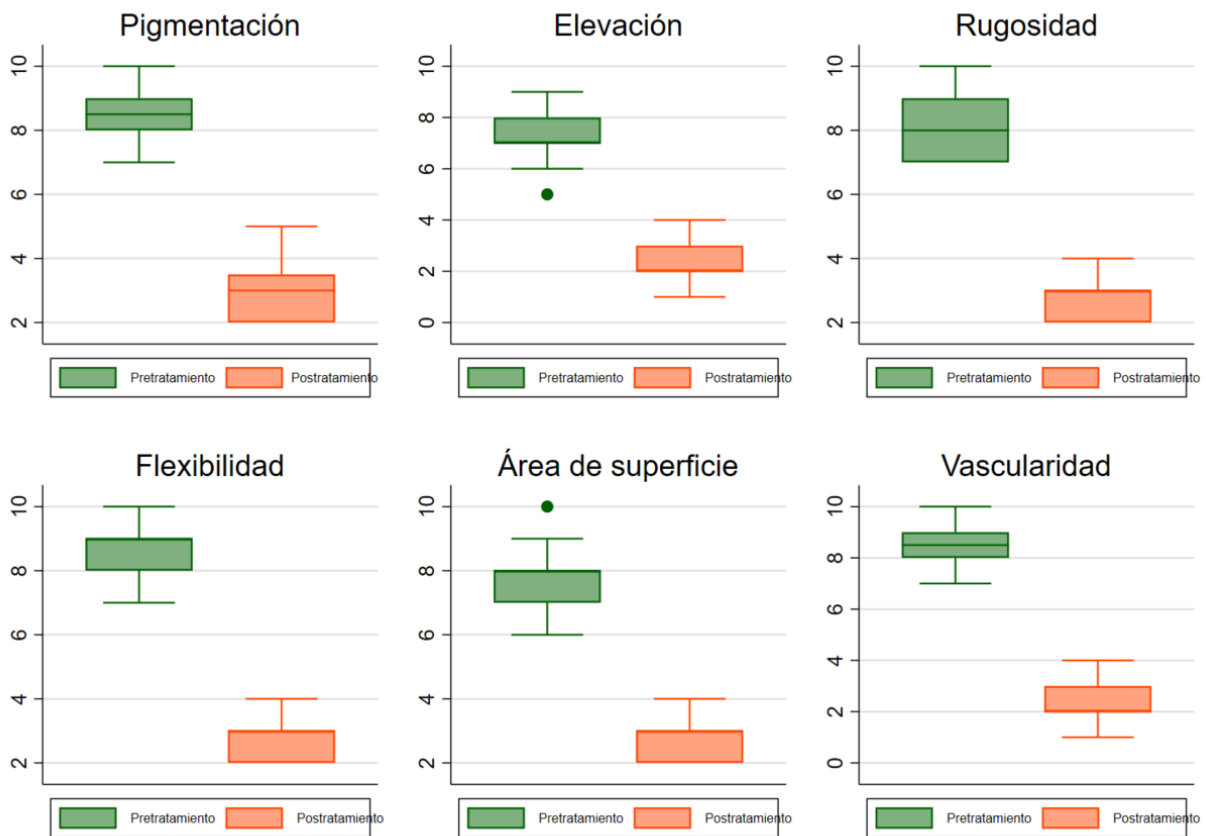 Pigmentación
10
8
6
4
2
Pretratamiento Postratamiento
Elevación
10
8
6
4
2
0
Pretratamiento Postratamiento
Rugosidad
10
8
6
4
2
Pretratamiento Postratamiento
Flexibilidad
10
8
6
4
2
Pretratamiento Postratamiento
Área de superficie
10
8
6
4
2
Pretratamiento Postratamiento
Vascularidad
10
8
6
4
2
0
Pretratamiento Postratamiento